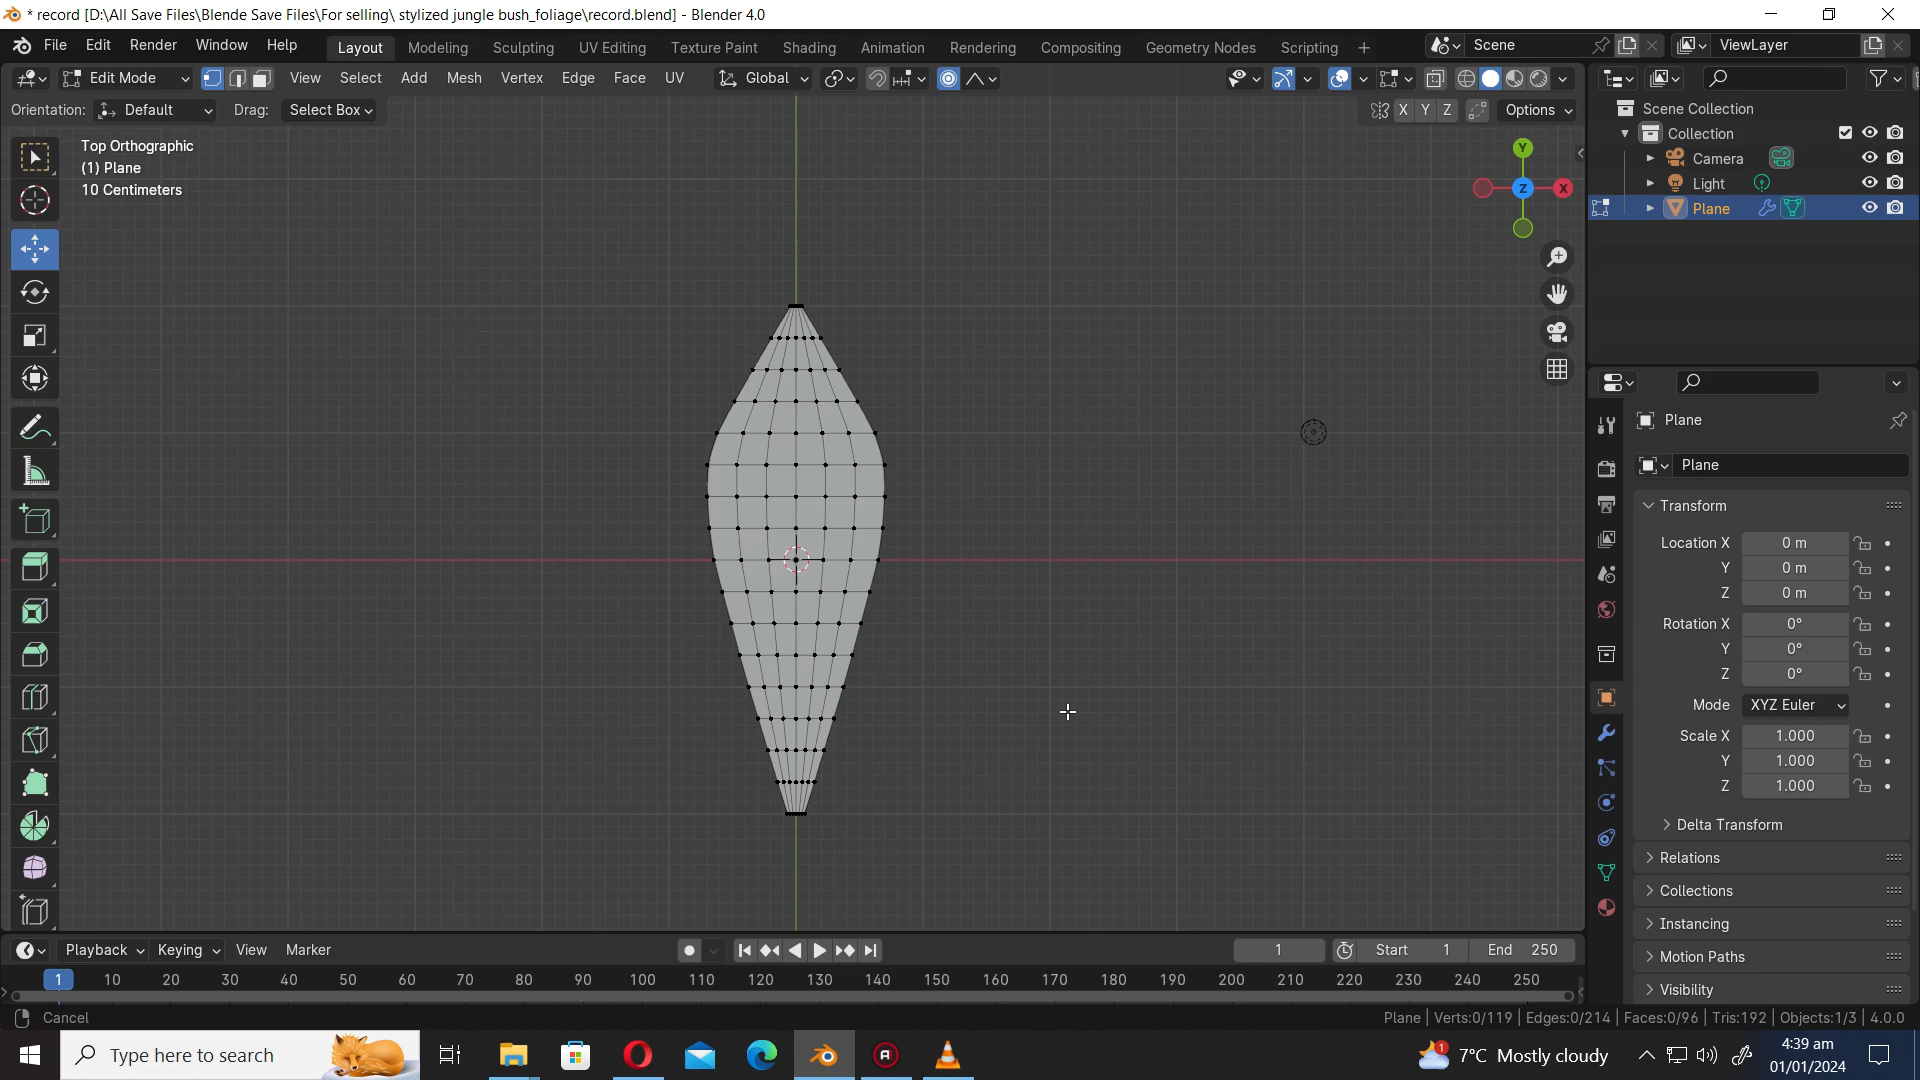 * record [D:\All Save Files\Blende Save Files\For selling\ stylized jungle bush_foliage\record.blend] - Blender 4.0
File Edit Render Window Help Layout Modeling Sculpting UV Editing Texture Paint Shading Animation Rendering Compositing Geometry Nodes Scripting + Scene ViewLayer
Edit Mode View Select Add Mesh Vertex Edge Face UV Global
Orientation: Default Drag: Select Box X Y Z Options
Scene Collection
Collection
Camera
Light
Plane
Top Orthographic
(1) Plane
10 Centimeters
Y
Z X
Plane
Plane
Transform
Location X 0 m
Y 0 m
Z 0 m
Rotation X 0°
Y 0°
Z 0°
Mode XYZ Euler
Scale X 1.000
Y 1.000
Z 1.000
Delta Transform
Relations
Collections
Instancing
Motion Paths
Visibility
Playback Keying View Marker 1 Start 1 End 250
1 10 20 30 40 50 60 70 80 90 100 110 120 130 140 150 160 170 180 190 200 210 220 230 240 250
Cancel Plane | Verts:0/119 | Edges:0/214 | Faces:0/96 | Tris:192 | Objects:1/3 | 4.0.0
Type here to search 1 7°C Mostly cloudy 4:39 am
01/01/2024